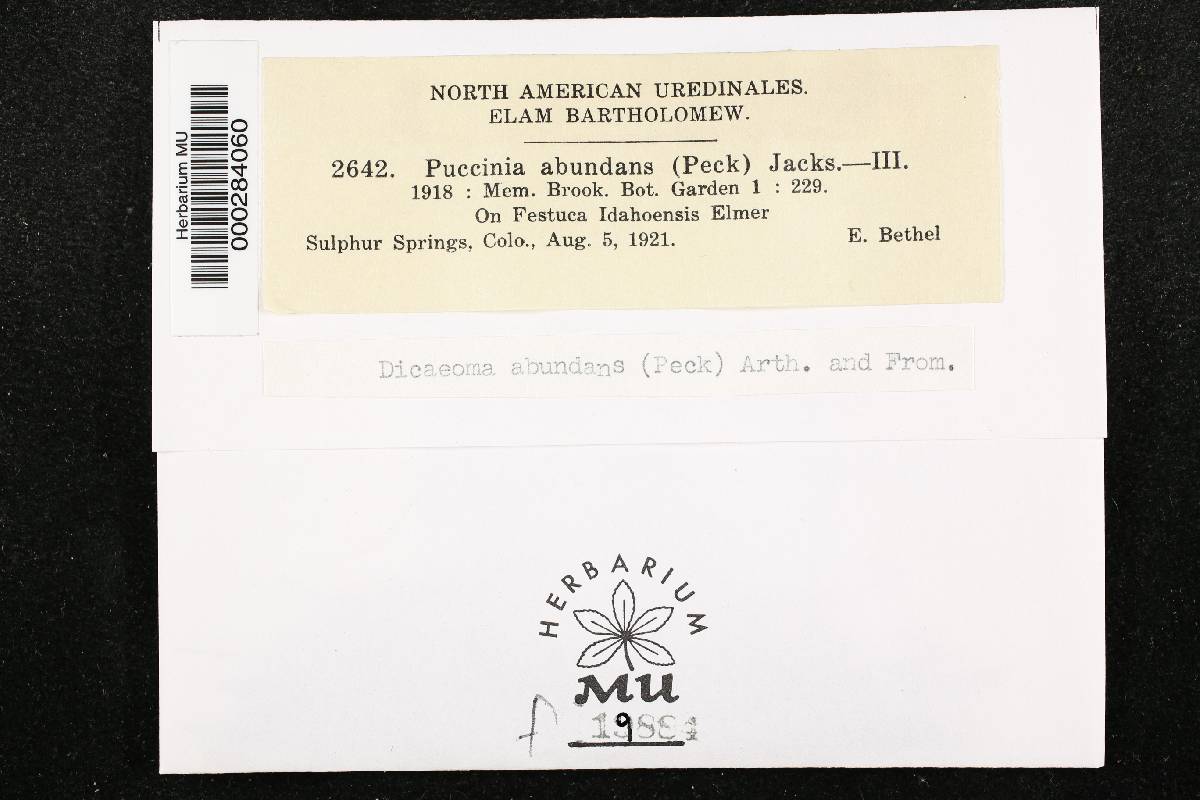 Herbarium MU
000284060
NORTH AMERICAN UREDINALES.
ELAM BARTHOLOMEW.
2642. Puccinia abundans (Peck) Jacks.—III.
1918 : Mem. Brook. Bot. Garden 1 : 229.
On Festuca Idahoensis Elmer
Sulphur Springs, Colo., Aug. 5, 1921.
E. Bethel
Dicaeoma abundans (Peck) Arth. and From.
HERBARIUM
MU
f